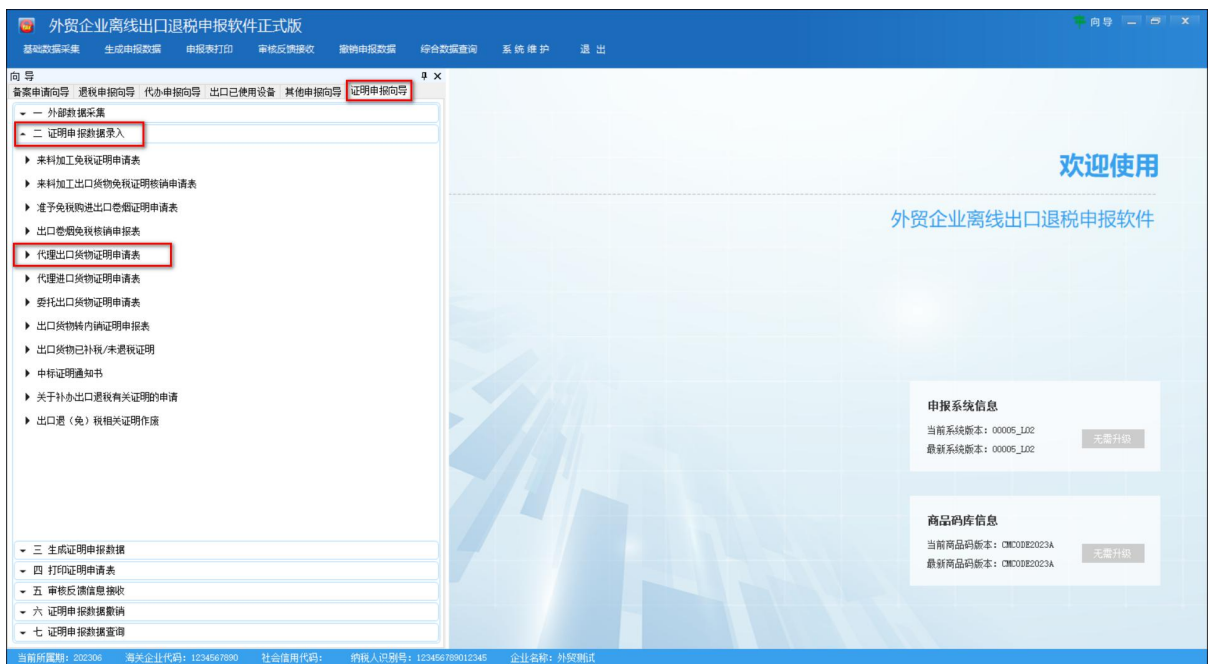 外贸企业离线出口退税申报软件正式版
向导
基础数据采集 生成申报数据 申报表打印 审核反馈接收 撤销申报数据 综合数据查询 系统维护 退出
向导
备案申请向导 退税申报向导 代办申报向导 出口已使用设备 其他申报向导 证明申报向导
一 外部数据采集
二 证明申报数据录入
来料加工免税证明申请表
来料加工出口货物免税证明核销申请表
准予免税购进出口卷烟证明申请表
出口卷烟免税核销申报表
代理出口货物证明申请表
代理进口货物证明申请表
委托出口货物证明申请表
出口货物转内销证明申报表
出口货物已补税/未退税证明
中标证明通知书
关于补办出口退税有关证明的申请
出口退（免）税相关证明作废
三 生成证明申报数据
四 打印证明申请表
五 审核反馈信息接收
六 证明申报数据撤销
七 证明申报数据查询
欢迎使用
外贸企业离线出口退税申报软件
申报系统信息
当前系统版本：00005_L02
最新系统版本：00005_L02
无需升级
商品码库信息
当前商品码版本：CMCODE2023A
最新商品码版本：CMCODE2023A
无需升级
当前所属期：202306 海关企业代码：1234567890 社会信用代码： 纳税人识别号：123456789012345 企业名称：外贸测试